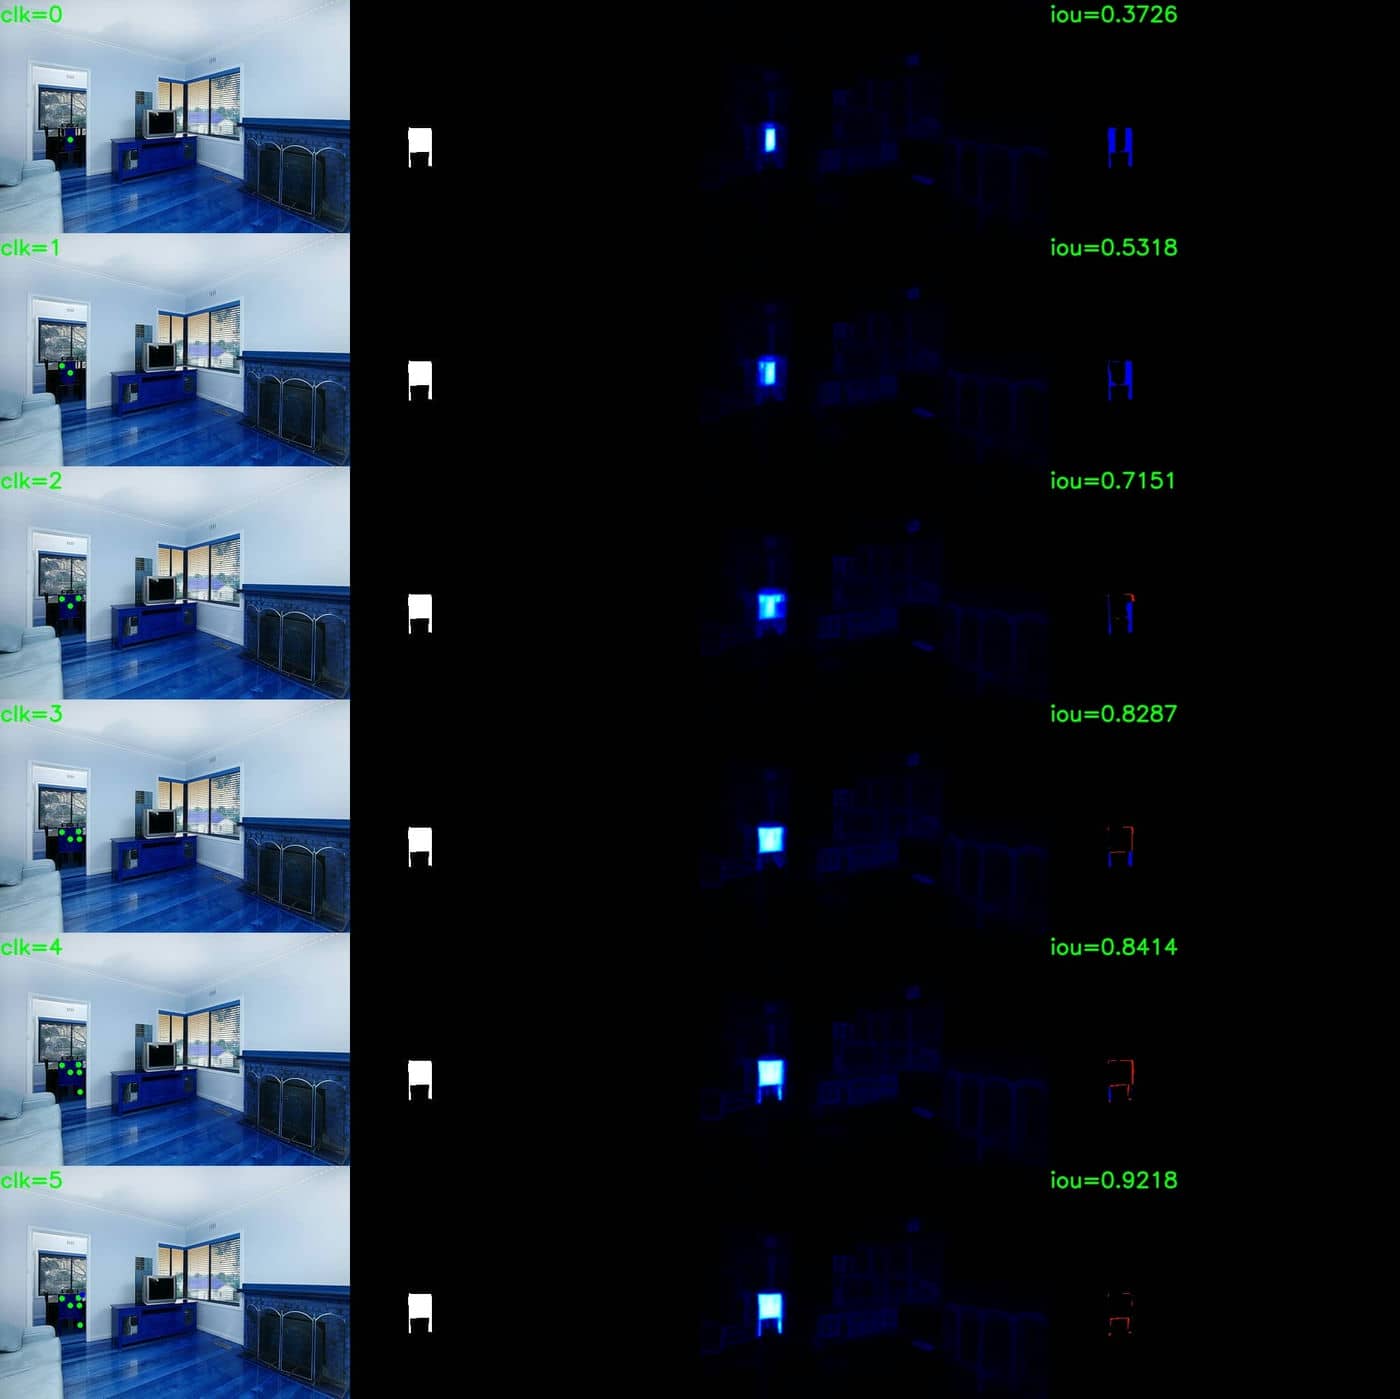 clk=0 iou=0.3726
clk=1 iou=0.5318
clk=2 iou=0.7151
clk=3 iou=0.8287
clk=4 iou=0.8414
clk=5 iou=0.9218